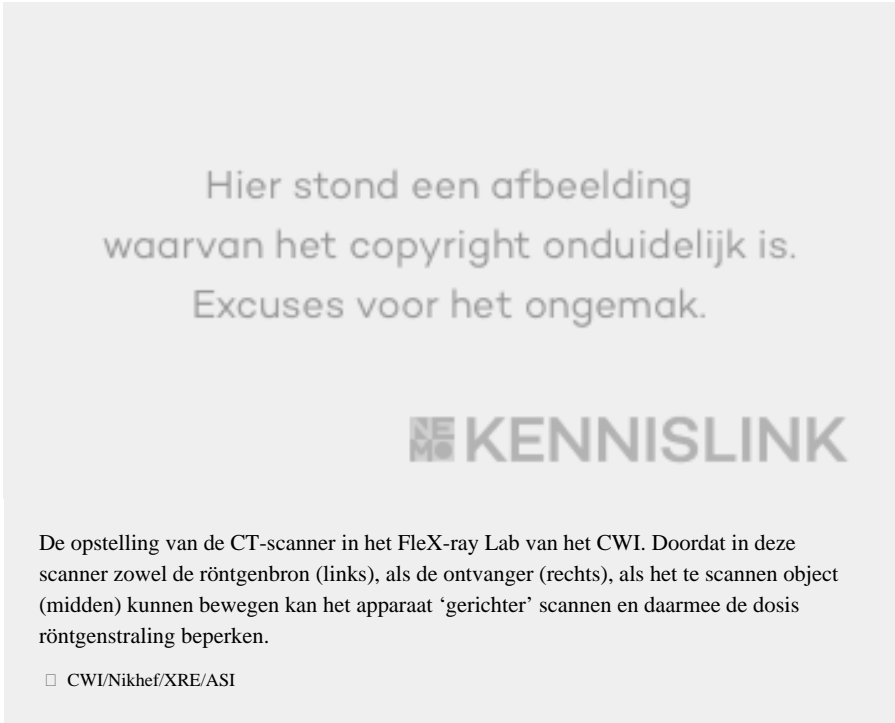 Hier stond een afbeelding
waarvan het copyright onduidelijk is.
Excuses voor het ongemak.
NEMO KENNISLINK
De opstelling van de CT-scanner in het FleX-ray Lab van het CWI. Doordat in deze
scanner zowel de röntgenbron (links), als de ontvanger (rechts), als het te scannen object
(midden) kunnen bewegen kan het apparaat ‘gerichter’ scannen en daarmee de dosis
röntgenstraling beperken.
CWI/Nikhef/XRE/ASI